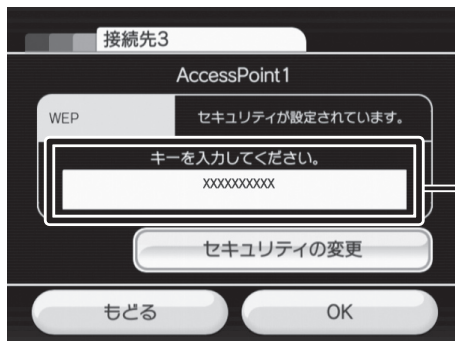 接続先3
AccessPoint1
WEP
セキュリティが設定されています。
キーを入力してください。
XXXXXXXXXX
セキュリティの変更
もどる
OK